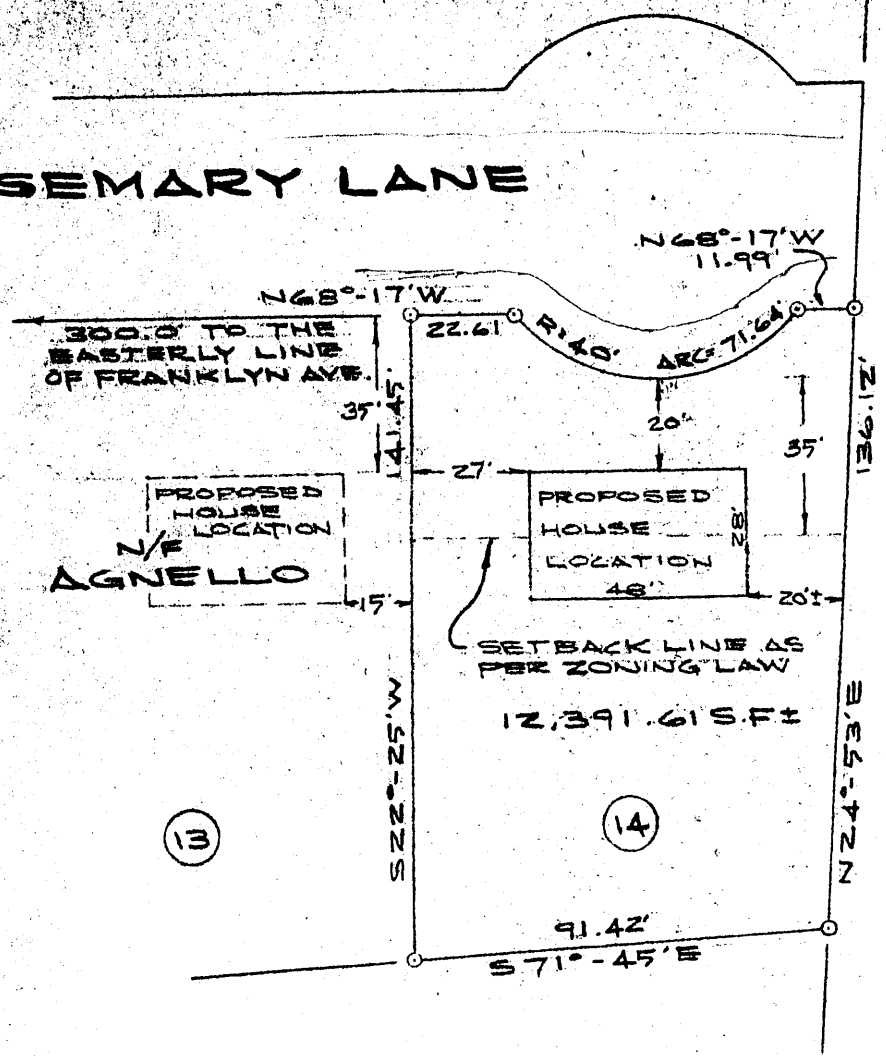 SEMARY LANE
N68°-17'W
11.99'
N68°-17'W
22.61
R=40'
ARC=71.64'
300.0' TO THE
EASTERLY LINE
OF FRANKLYN AVE.
35'
141.45'
136.12'
20'
35'
27'
PROPOSED
HOUSE
LOCATION
N/F
AGNELLO
15'
PROPOSED
HOUSE
LOCATION
48'
28'
20'±
SETBACK LINE AS
PER ZONING LAW
12,391.61 S.F±
S22°-25'W
N24°-53'E
13
14
91.42'
S71°-45'E